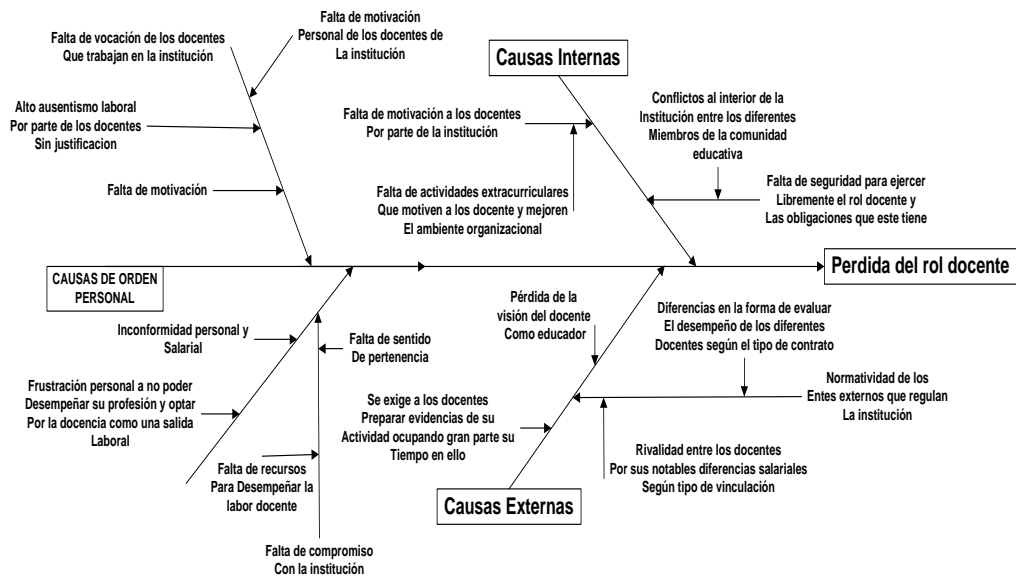 Falta de motivación
Personal de los docentes de
La institución
Falta de vocación de los docentes
Que trabajan en la institución
Alto ausentismo laboral
Por parte de los docentes
Sin justificacion
Falta de motivación
Causas Internas
Falta de motivación a los docentes
Por parte de la institución
Falta de actividades extracurriculares
Que motiven a los docente y mejoren
El ambiente organizacional
Conflictos al interior de la
Institución entre los diferentes
Miembros de la comunidad
educativa
Falta de seguridad para ejercer
Libremente el rol docente y
Las obligaciones que este tiene
CAUSAS DE ORDEN
PERSONAL
Perdida del rol docente
Inconformidad personal y
Salarial
Falta de sentido
De pertenencia
Frustración personal a no poder
Desempeñar su profesión y optar
Por la docencia como una salida
Laboral
Falta de recursos
Para Desempeñar la
labor docente
Falta de compromiso
Con la institución
Pérdida de la
visión del docente
Como educador
Diferencias en la forma de evaluar
El desempeño de los diferentes
Docentes según el tipo de contrato
Se exige a los docentes
Preparar evidencias de su
Actividad ocupando gran parte su
Tiempo en ello
Normatividad de los
Entes externos que regulan
La institución
Rivalidad entre los docentes
Por sus notables diferencias salariales
Según tipo de vinculación
Causas Externas